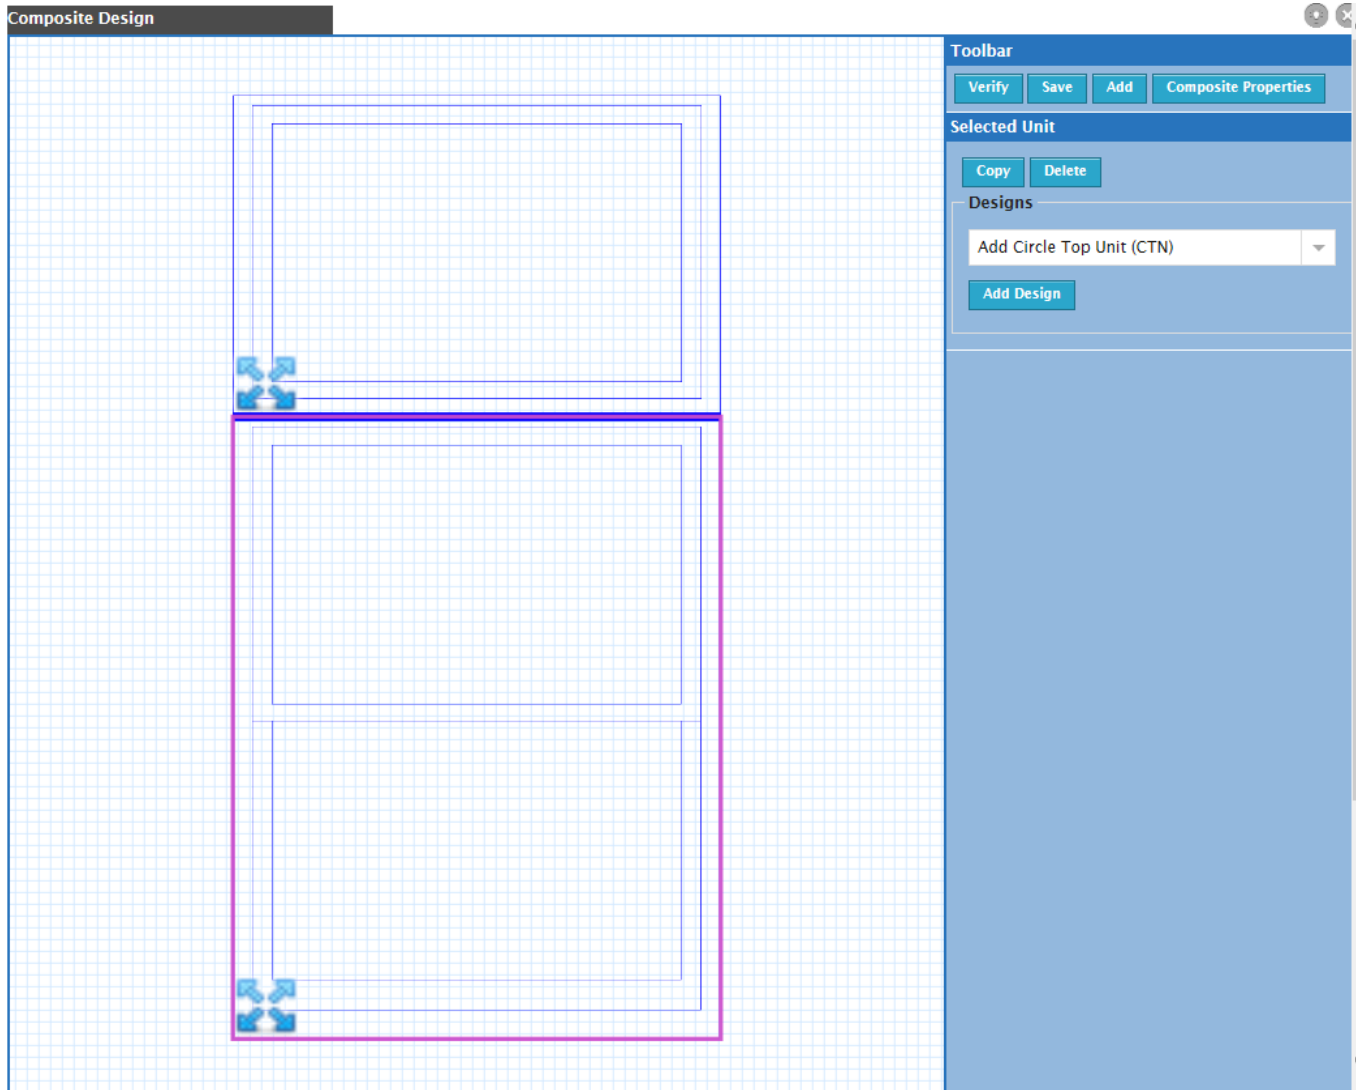 Composite Design
Toolbar
Verify Save Add Composite Properties
Selected Unit
Copy Delete
Designs
Add Circle Top Unit (CTN)
Add Design